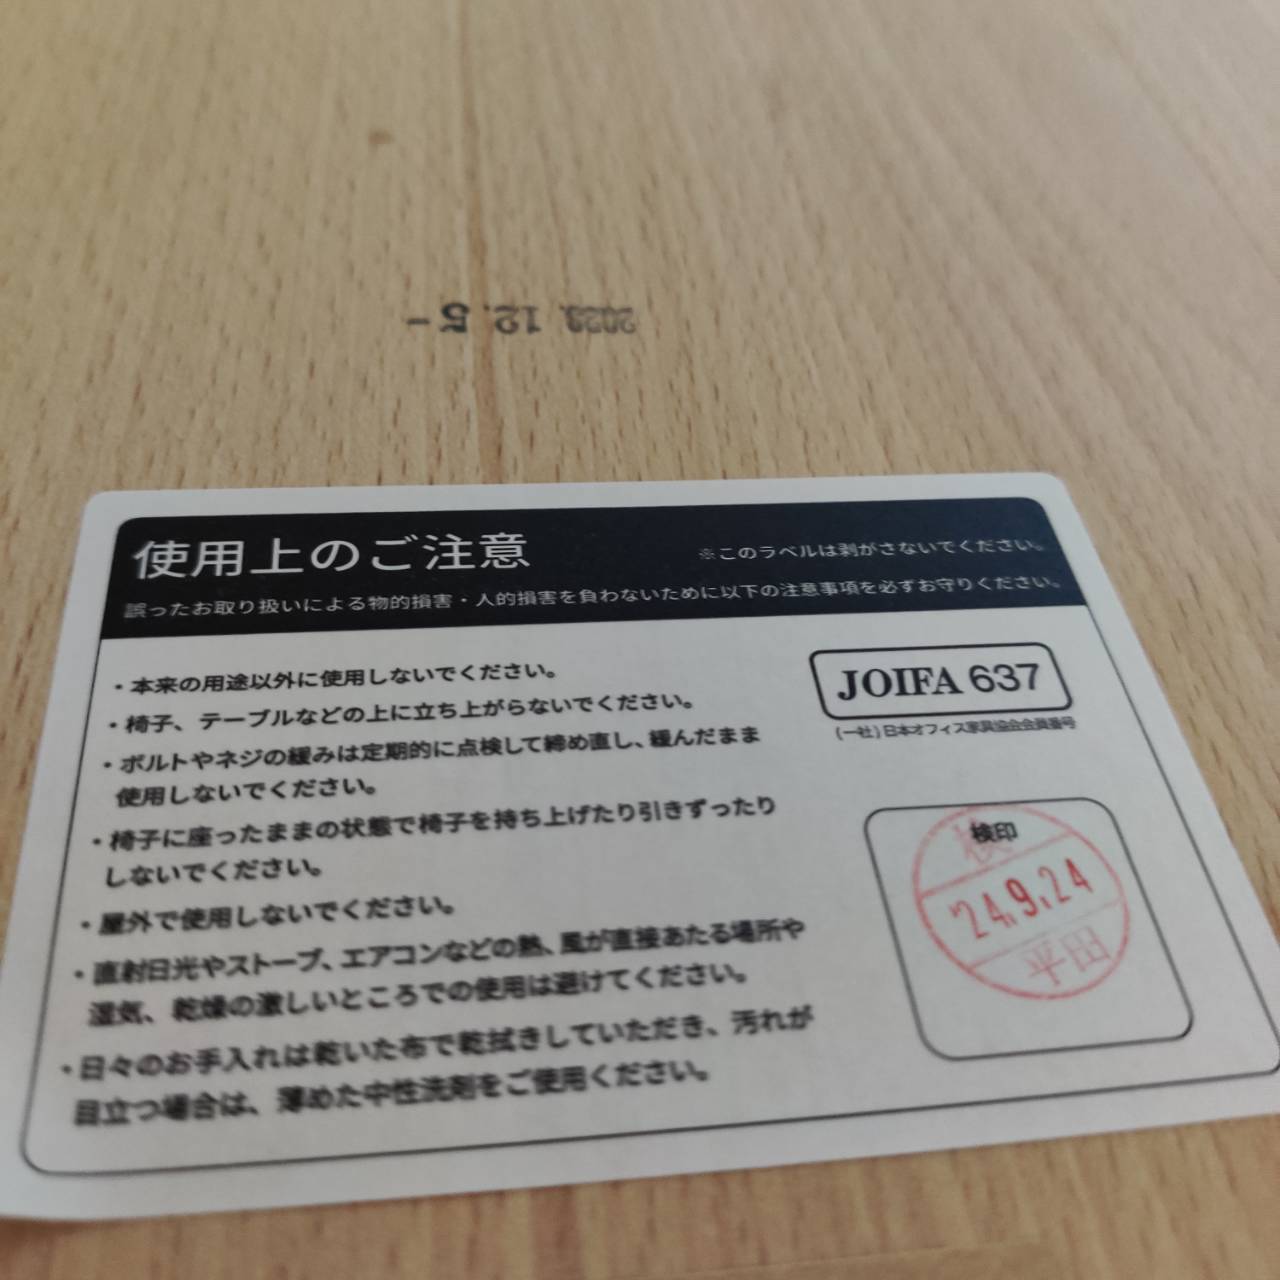 2023. 12. 5-
使用上のご注意
※このラベルは剥がさないでください。
誤ったお取り扱いによる物的損害・人的損害を負わないために以下の注意事項を必ずお守りください。
・本来の用途以外に使用しないでください。
・椅子、テーブルなどの上に立ち上がらないでください。
・ボルトやネジの緩みは定期的に点検して締め直し、緩んだまま
使用しないでください。
・椅子に座ったままの状態で椅子を持ち上げたり引きずったり
しないでください。
・屋外で使用しないでください。
・直射日光やストーブ、エアコンなどの熱、風が直接あたる場所や
湿気、乾燥の激しいところでの使用は避けてください。
・日々のお手入れは乾いた布で乾拭きしていただき、汚れが
目立つ場合は、薄めた中性洗剤をご使用ください。
JOIFA 637
(一社)日本オフィス家具協会会員番号
検印
検
'24.9.24
平田